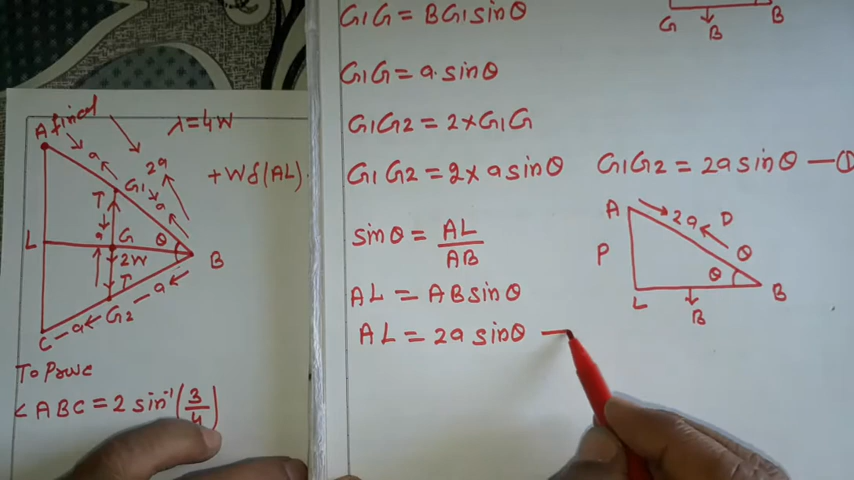 A final
λ=4W
a
2a
G1
+Wδ(AL).
T
a
a
L
G
θ
B
2W
T
a
G2
a
C
To Prove
<ABC = 2 sin⁻¹(3/4)
G1G = BG1 sinθ
G
B
B
G1G = a·sinθ
G1G2 = 2×G1G
G1G2 = 2×a sinθ
G1G2 = 2a sinθ —①
sinθ = AL/AB
AL = AB sinθ
AL = 2a sinθ —
A
2a
D
P
θ
θ
L
B
B